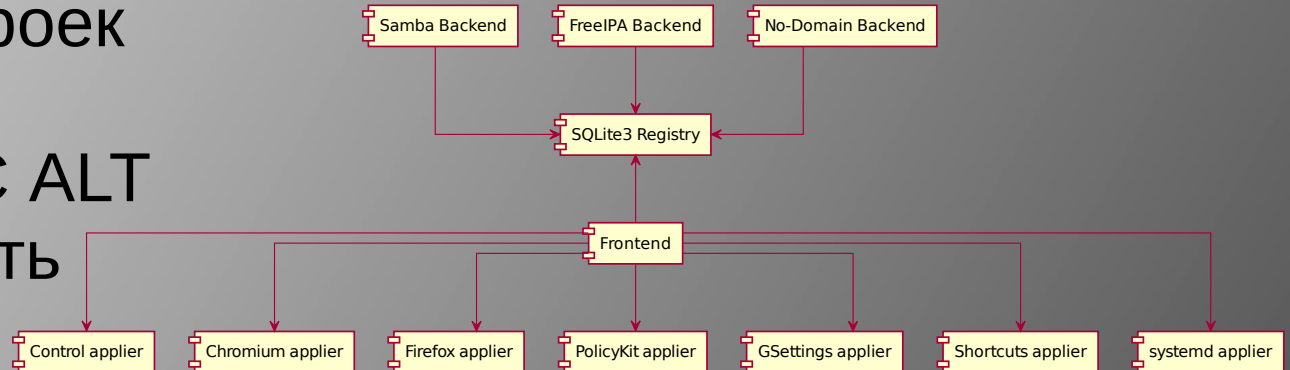 роек
Samba Backend
FreeIPA Backend
No-Domain Backend
SQLite3 Registry
ALT
Frontend
ть
Control applier
Chromium applier
Firefox applier
PolicyKit applier
GSettings applier
Shortcuts applier
systemd applier